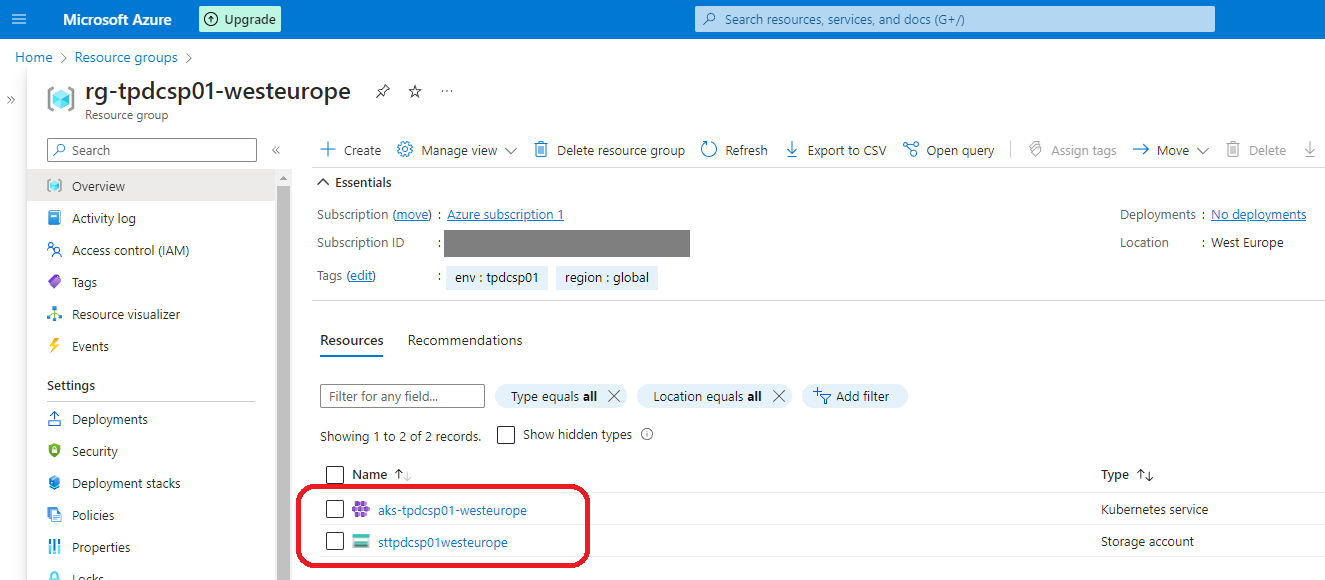 Microsoft Azure
Upgrade
Search resources, services, and docs (G+/)
Home > Resource groups >
rg-tpdcsp01-westeurope
Resource group
Search
Overview
Activity log
Access control (IAM)
Tags
Resource visualizer
Events
Settings
Deployments
Security
Deployment stacks
Policies
Properties
Locks
Create
Manage view
Delete resource group
Refresh
Export to CSV
Open query
Assign tags
Move
Delete
Essentials
Subscription (move) : Azure subscription 1
Subscription ID :
Tags (edit) : env : tpdcsp01 region : global
Deployments : No deployments
Location : West Europe
Resources Recommendations
Filter for any field... Type equals all Location equals all Add filter
Showing 1 to 2 of 2 records. Show hidden types
Name Type
aks-tpdcsp01-westeurope Kubernetes service
sttpdcsp01westeurope Storage account